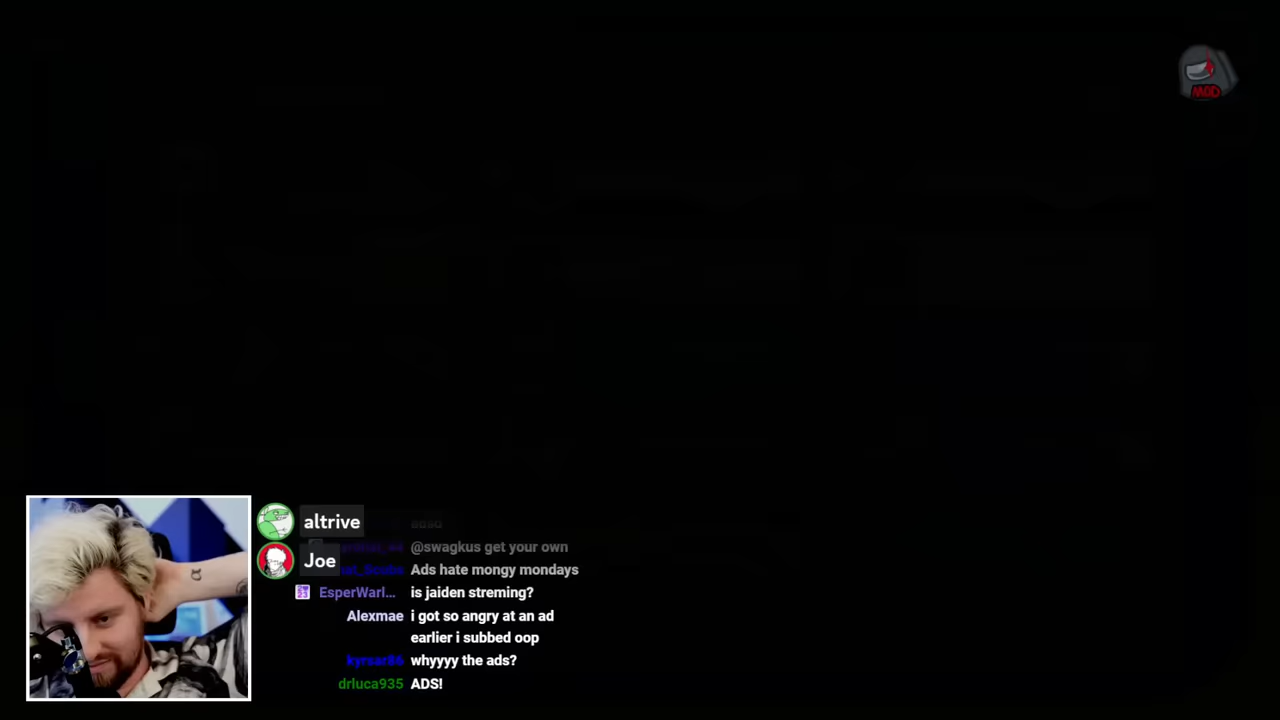 MAD
altrive
@swagkus get your own
Joe
Ads hate mongy mondays
EsperWarl... is jaiden streming?
Alexmae i got so angry at an ad
earlier i subbed oop
kyrsar86 whyyyy the ads?
drluca935 ADS!